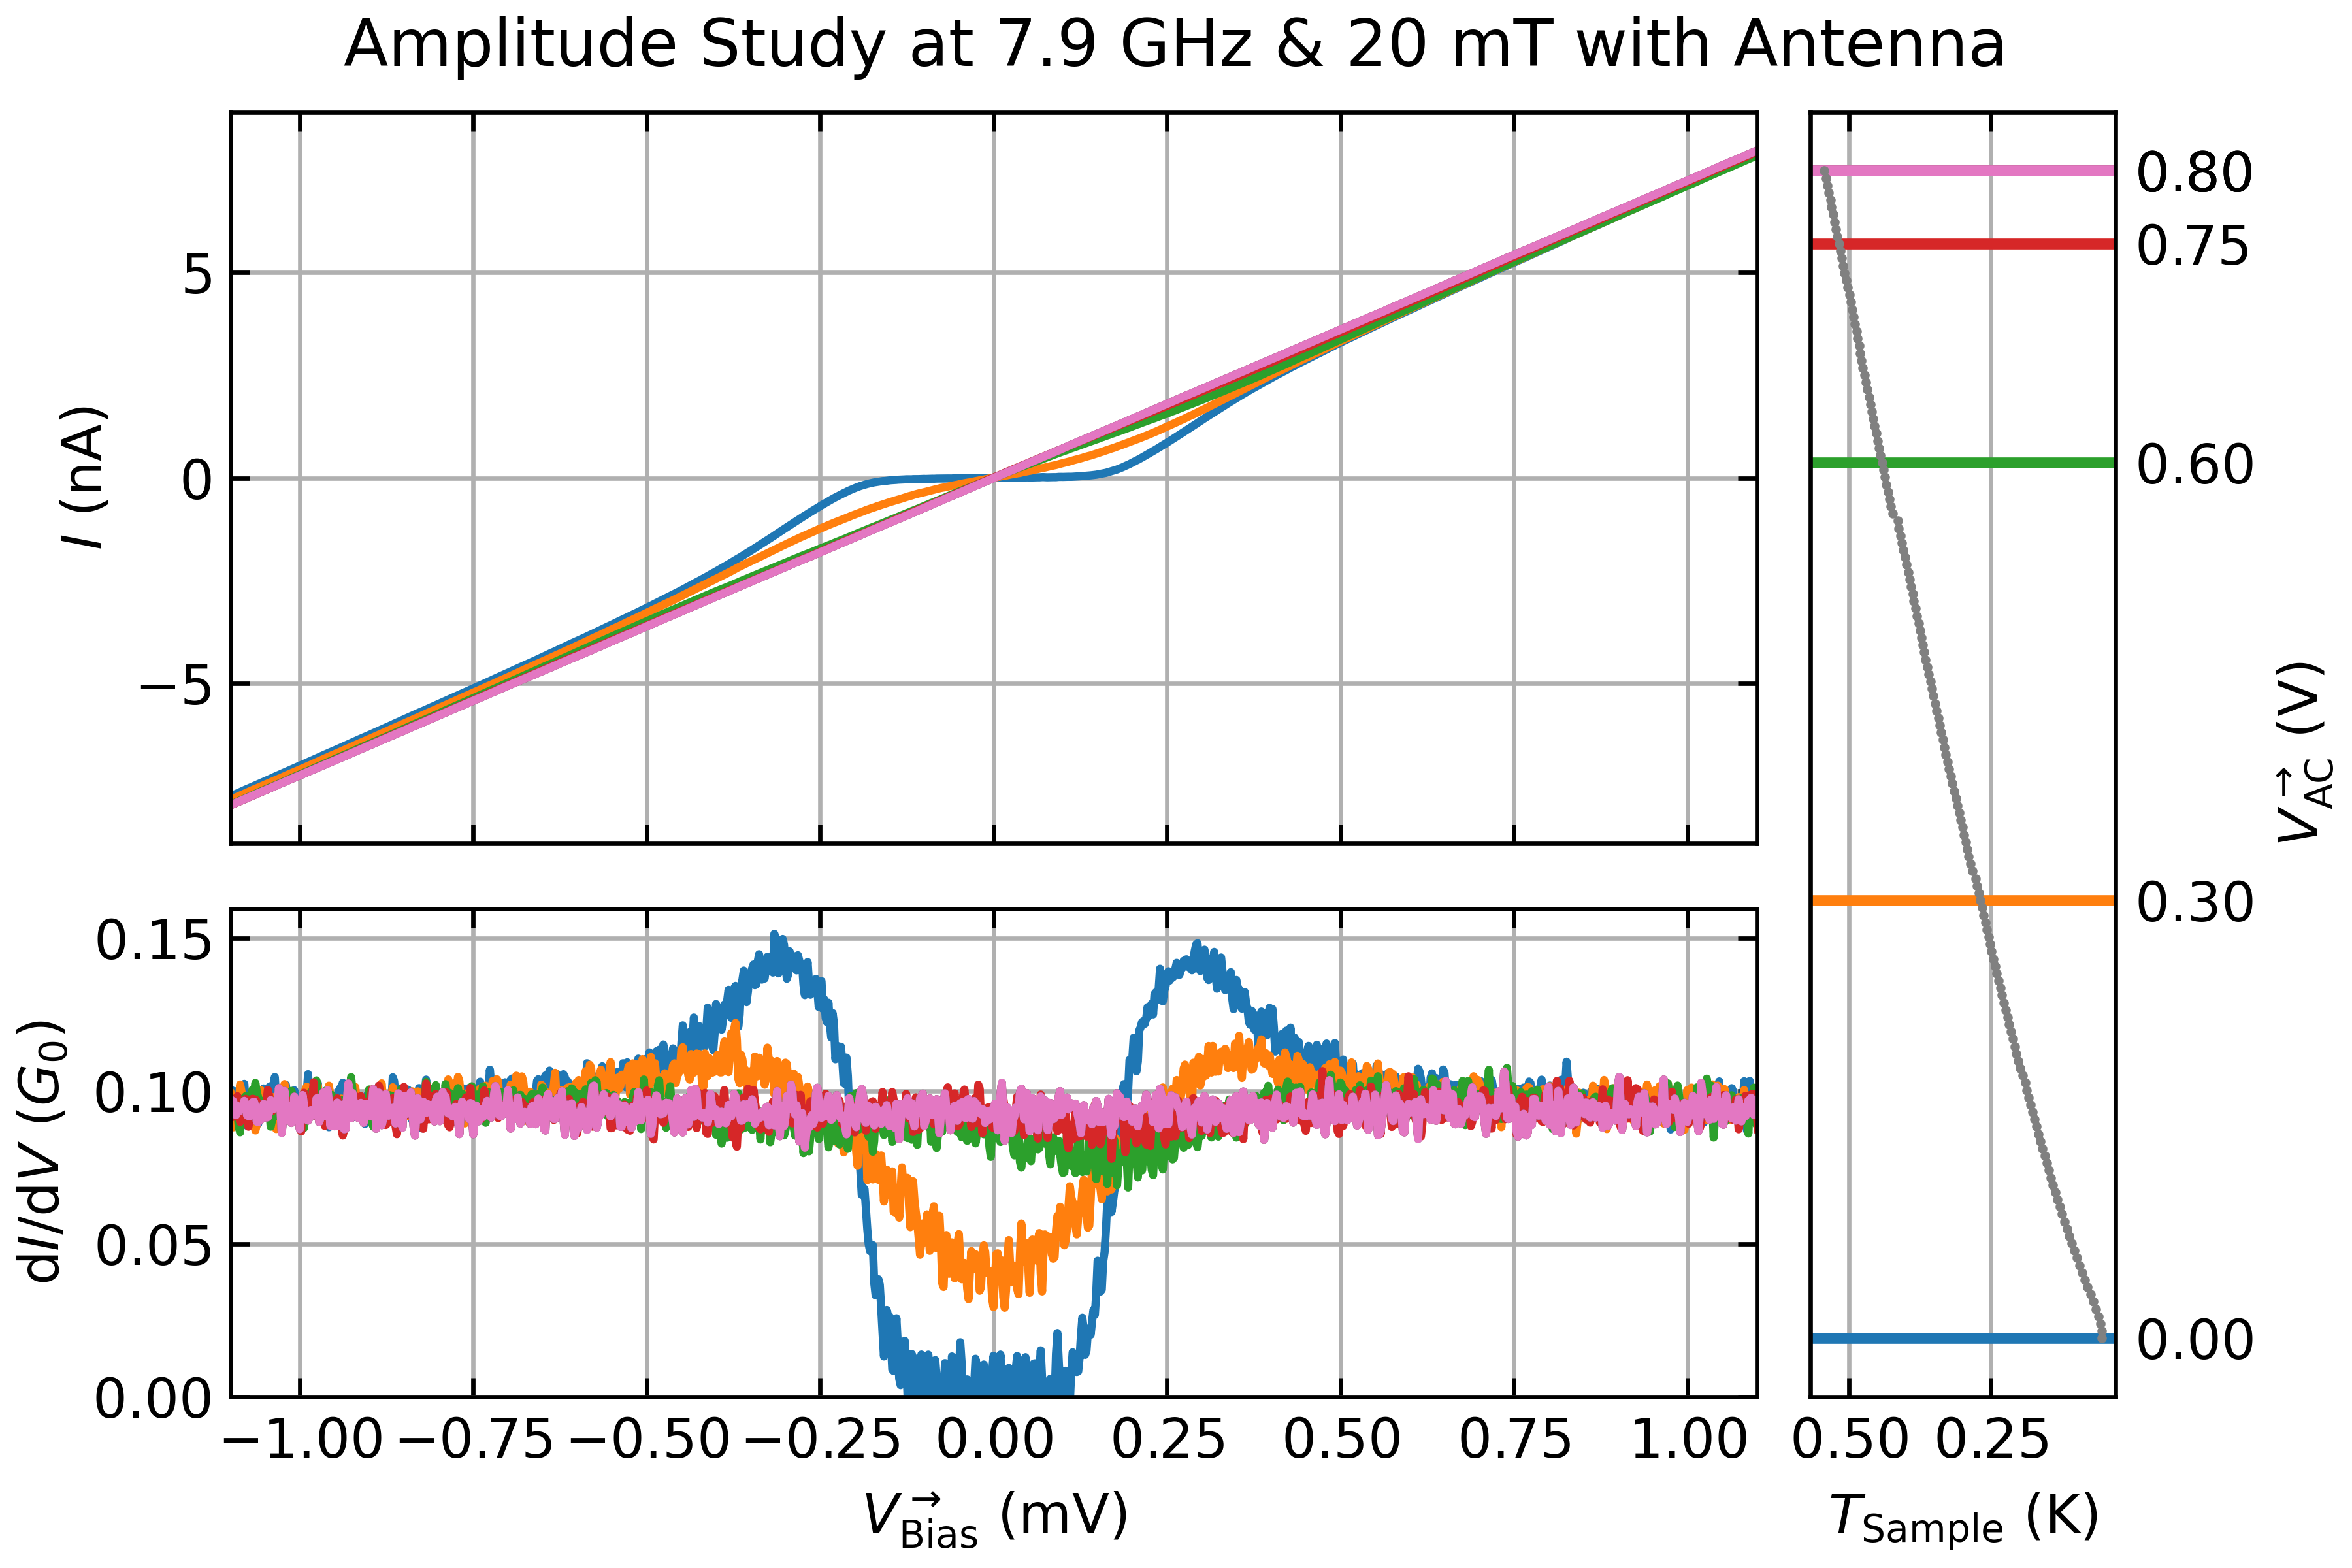 Amplitude Study at 7.9 GHz & 20 mT with Antenna
I (nA)
5
0
−5
dI/dV (G₀)
0.15
0.10
0.05
0.00
−1.00 −0.75 −0.50 −0.25 0.00 0.25 0.50 0.75 1.00
V→Bias (mV)
0.80
0.75
0.60
0.30
0.00
V→AC (V)
0.50 0.25
TSample (K)